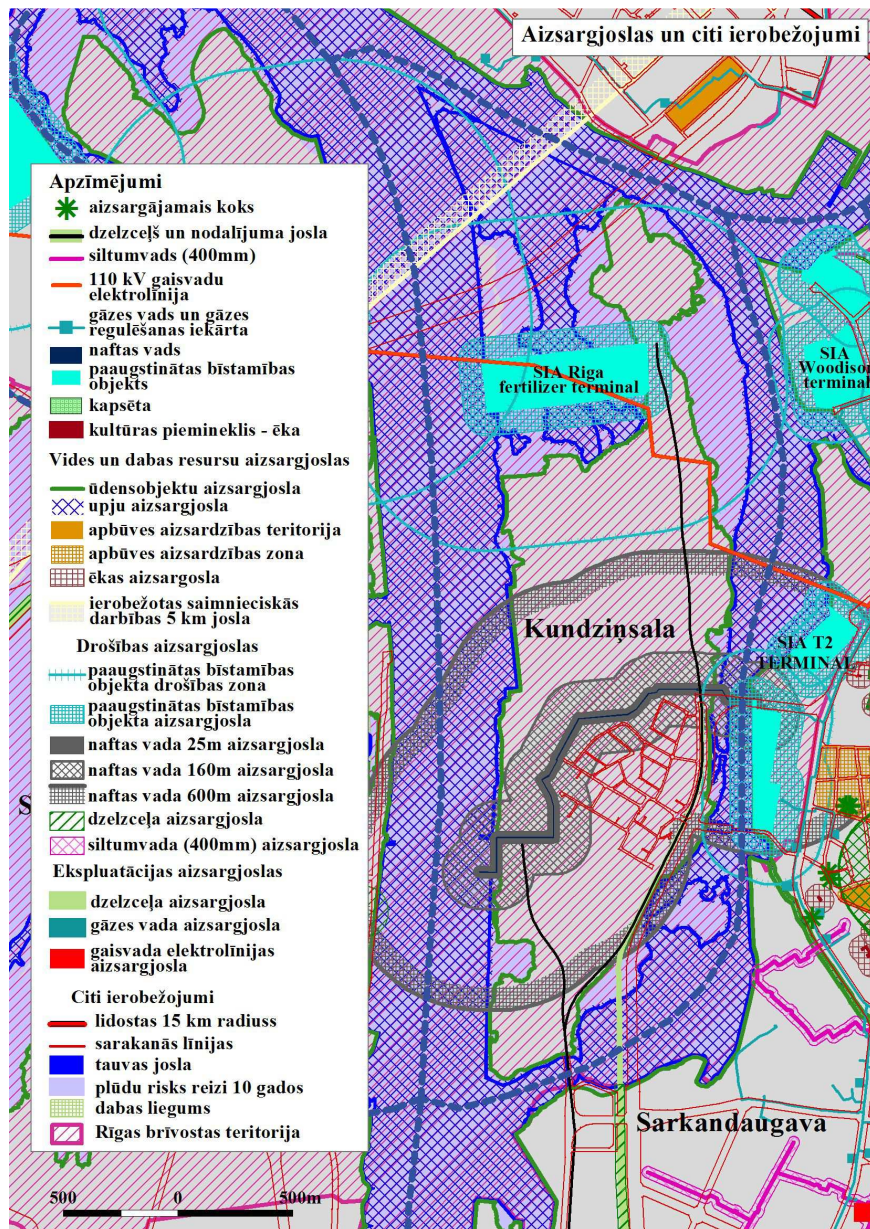 Aizsargjoslas un citi ierobežojumi
Apzīmējumi
aizsargājamais koks
dzelzceļš un nodalījuma josla
siltumvads (400mm)
110 kV gaisvadu
elektrolīnija
gāzes vads un gāzes
regulēšanas iekārta
naftas vads
paaugstinātas bīstamības
objekts
kapsēta
kultūras piemineklis - ēka
Vides un dabas resursu aizsargjoslas
ūdensobjektu aizsargjosla
upju aizsargjosla
apbūves aizsardzības teritorija
apbūves aizsardzības zona
ēkas aizsargosla
ierobežotas saimnieciskās
darbības 5 km josla
Drošības aizsargjoslas
paaugstinātas bīstamības
objekta drošības zona
paaugstinātas bīstamības
objekta aizsargjosla
naftas vada 25m aizsargjosla
naftas vada 160m aizsargjosla
naftas vada 600m aizsargjosla
dzelzceļa aizsargjosla
siltumvada (400mm) aizsargjosla
Ekspluatācijas aizsargjoslas
dzelzceļa aizsargjosla
gāzes vada aizsargjosla
gaisvada elektrolīnijas
aizsargjosla
Citi ierobežojumi
lidostas 15 km radiuss
sarakanās līnijas
tauvas josla
plūdu risks reizi 10 gados
dabas liegums
Rīgas brīvostas teritorija
500 0 500m
SIA Riga
fertilizer terminal
SIA
Woodison
terminal
Kundziņsala
SIA T2
TERMINAL
S
Sarkandaugava